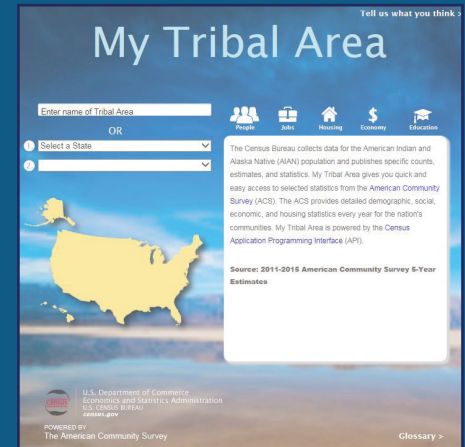 Tell us what you think >
My Tribal Area
Enter name of Tribal Area
OR
1 Select a State
2
People
Jobs
Housing
$
Economy
Education
The Census Bureau collects data for the American Indian and
Alaska Native (AIAN) population and publishes specific counts,
estimates, and statistics. My Tribal Area gives you quick and
easy access to selected statistics from the American Community
Survey (ACS). The ACS provides detailed demographic, social,
economic, and housing statistics every year for the nation's
communities. My Tribal Area is powered by the Census
Application Programming Interface (API).
Source: 2011-2015 American Community Survey 5-Year
Estimates
census
U.S. Department of Commerce
Economics and Statistics Administration
U.S. CENSUS BUREAU
census.gov
POWERED BY
The American Community Survey
Glossary >